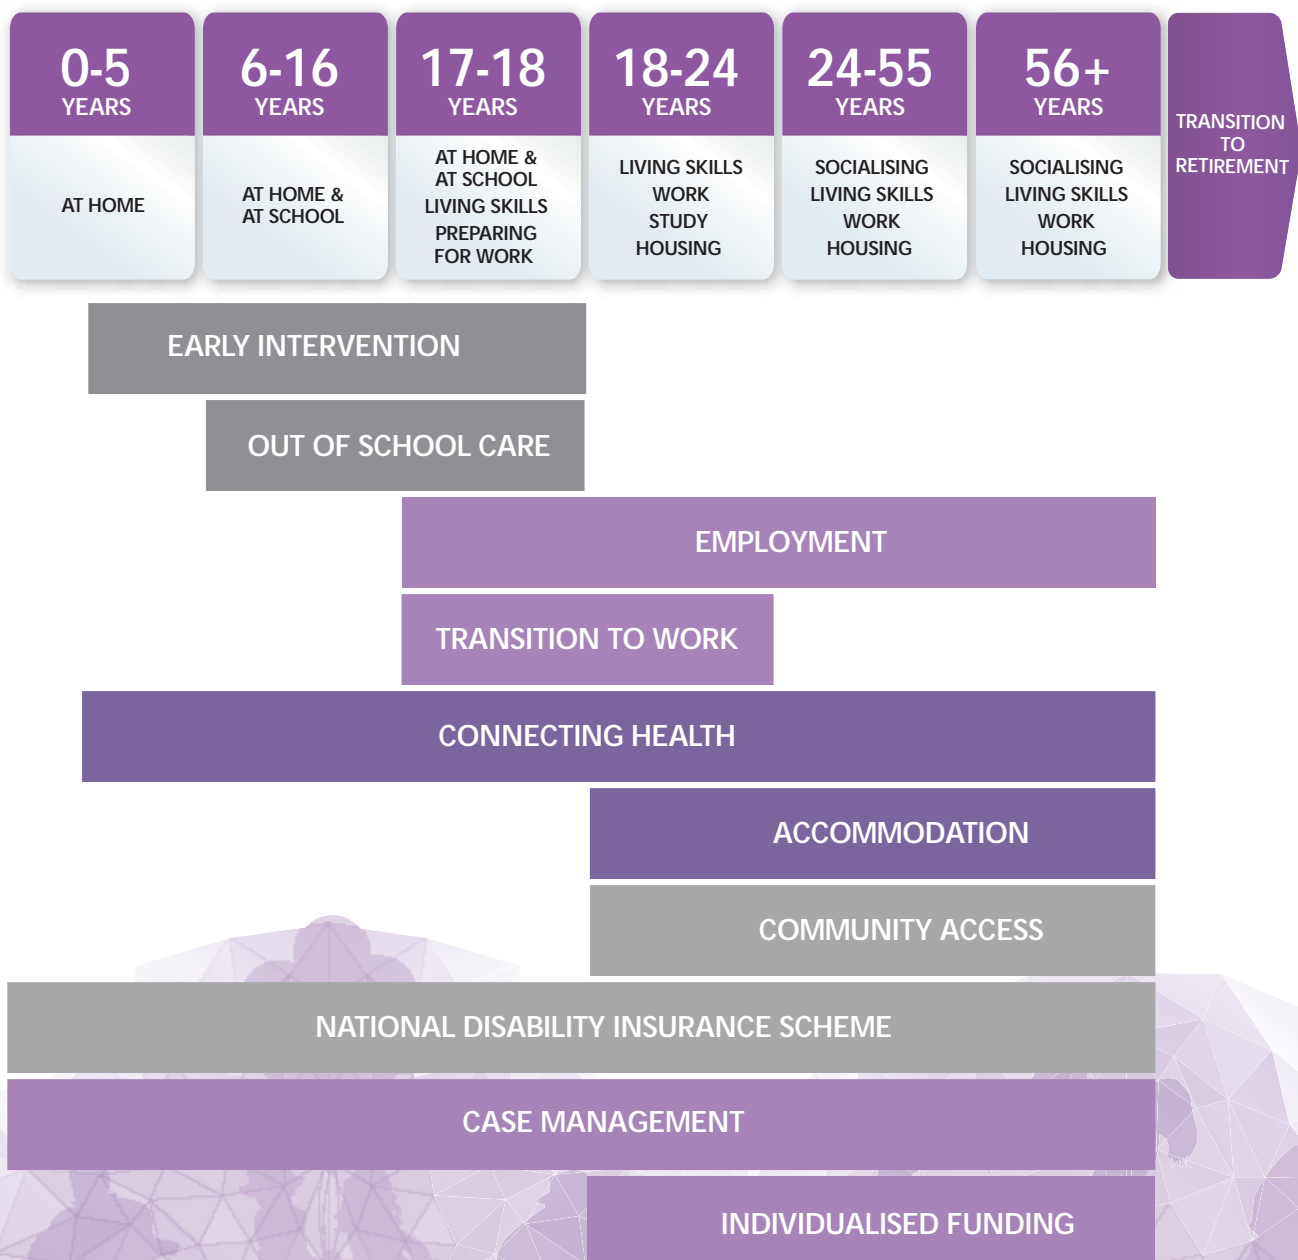 0-5
YEARS
AT HOME
6-16
YEARS
AT HOME &
AT SCHOOL
17-18
YEARS
AT HOME &
AT SCHOOL
LIVING SKILLS
PREPARING
FOR WORK
18-24
YEARS
LIVING SKILLS
WORK
STUDY
HOUSING
24-55
YEARS
SOCIALISING
LIVING SKILLS
WORK
HOUSING
56+
YEARS
SOCIALISING
LIVING SKILLS
WORK
HOUSING
TRANSITION
TO
RETIREMENT
EARLY INTERVENTION
OUT OF SCHOOL CARE
EMPLOYMENT
TRANSITION TO WORK
CONNECTING HEALTH
ACCOMMODATION
COMMUNITY ACCESS
NATIONAL DISABILITY INSURANCE SCHEME
CASE MANAGEMENT
INDIVIDUALISED FUNDING